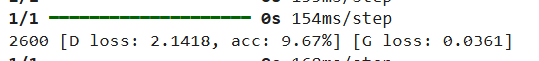 1/1 ━━━━━━━━━━━━━━━━━━━━ 0s 154ms/step
2600 [D loss: 2.1418, acc: 9.67%] [G loss: 0.0361]